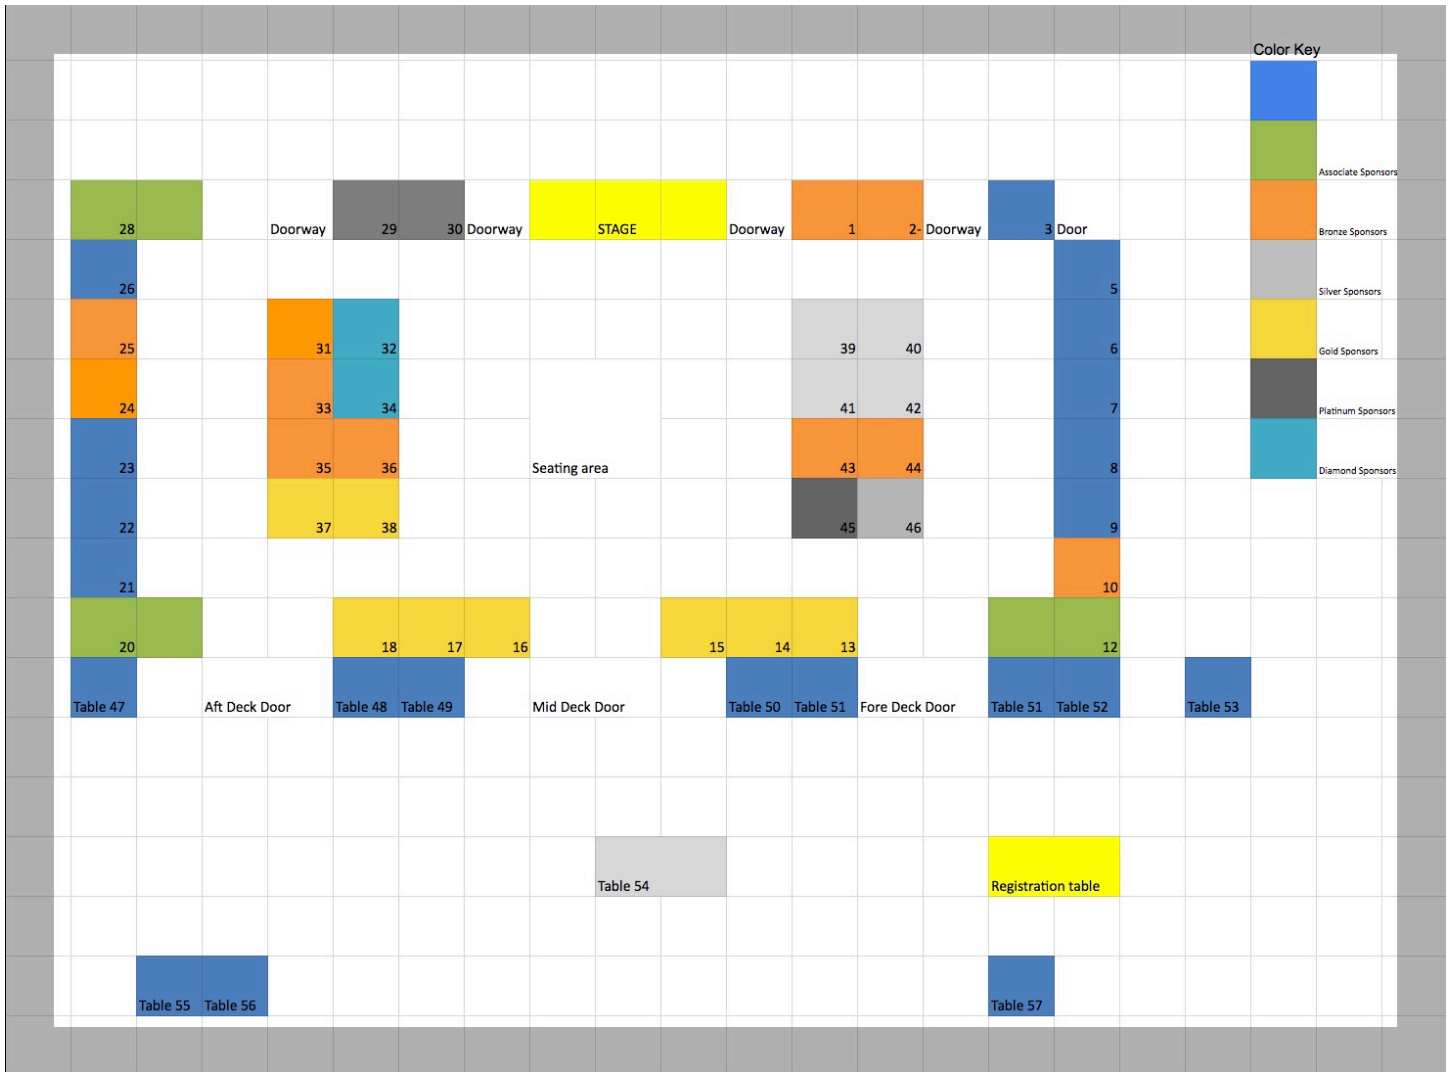 Color Key
Associate Sponsors
28 Doorway 29 30 Doorway STAGE Doorway 1 2- Doorway 3 Door Bronze Sponsors
26 5 Silver Sponsors
25 31 32 39 40 6 Gold Sponsors
24 33 34 41 42 7 Platinum Sponsors
23 35 36 Seating area 43 44 8 Diamond Sponsors
22 37 38 45 46 9
21 10
20 18 17 16 15 14 13 12
Table 47 Aft Deck Door Table 48 Table 49 Mid Deck Door Table 50 Table 51 Fore Deck Door Table 51 Table 52 Table 53
Table 54 Registration table
Table 55 Table 56 Table 57